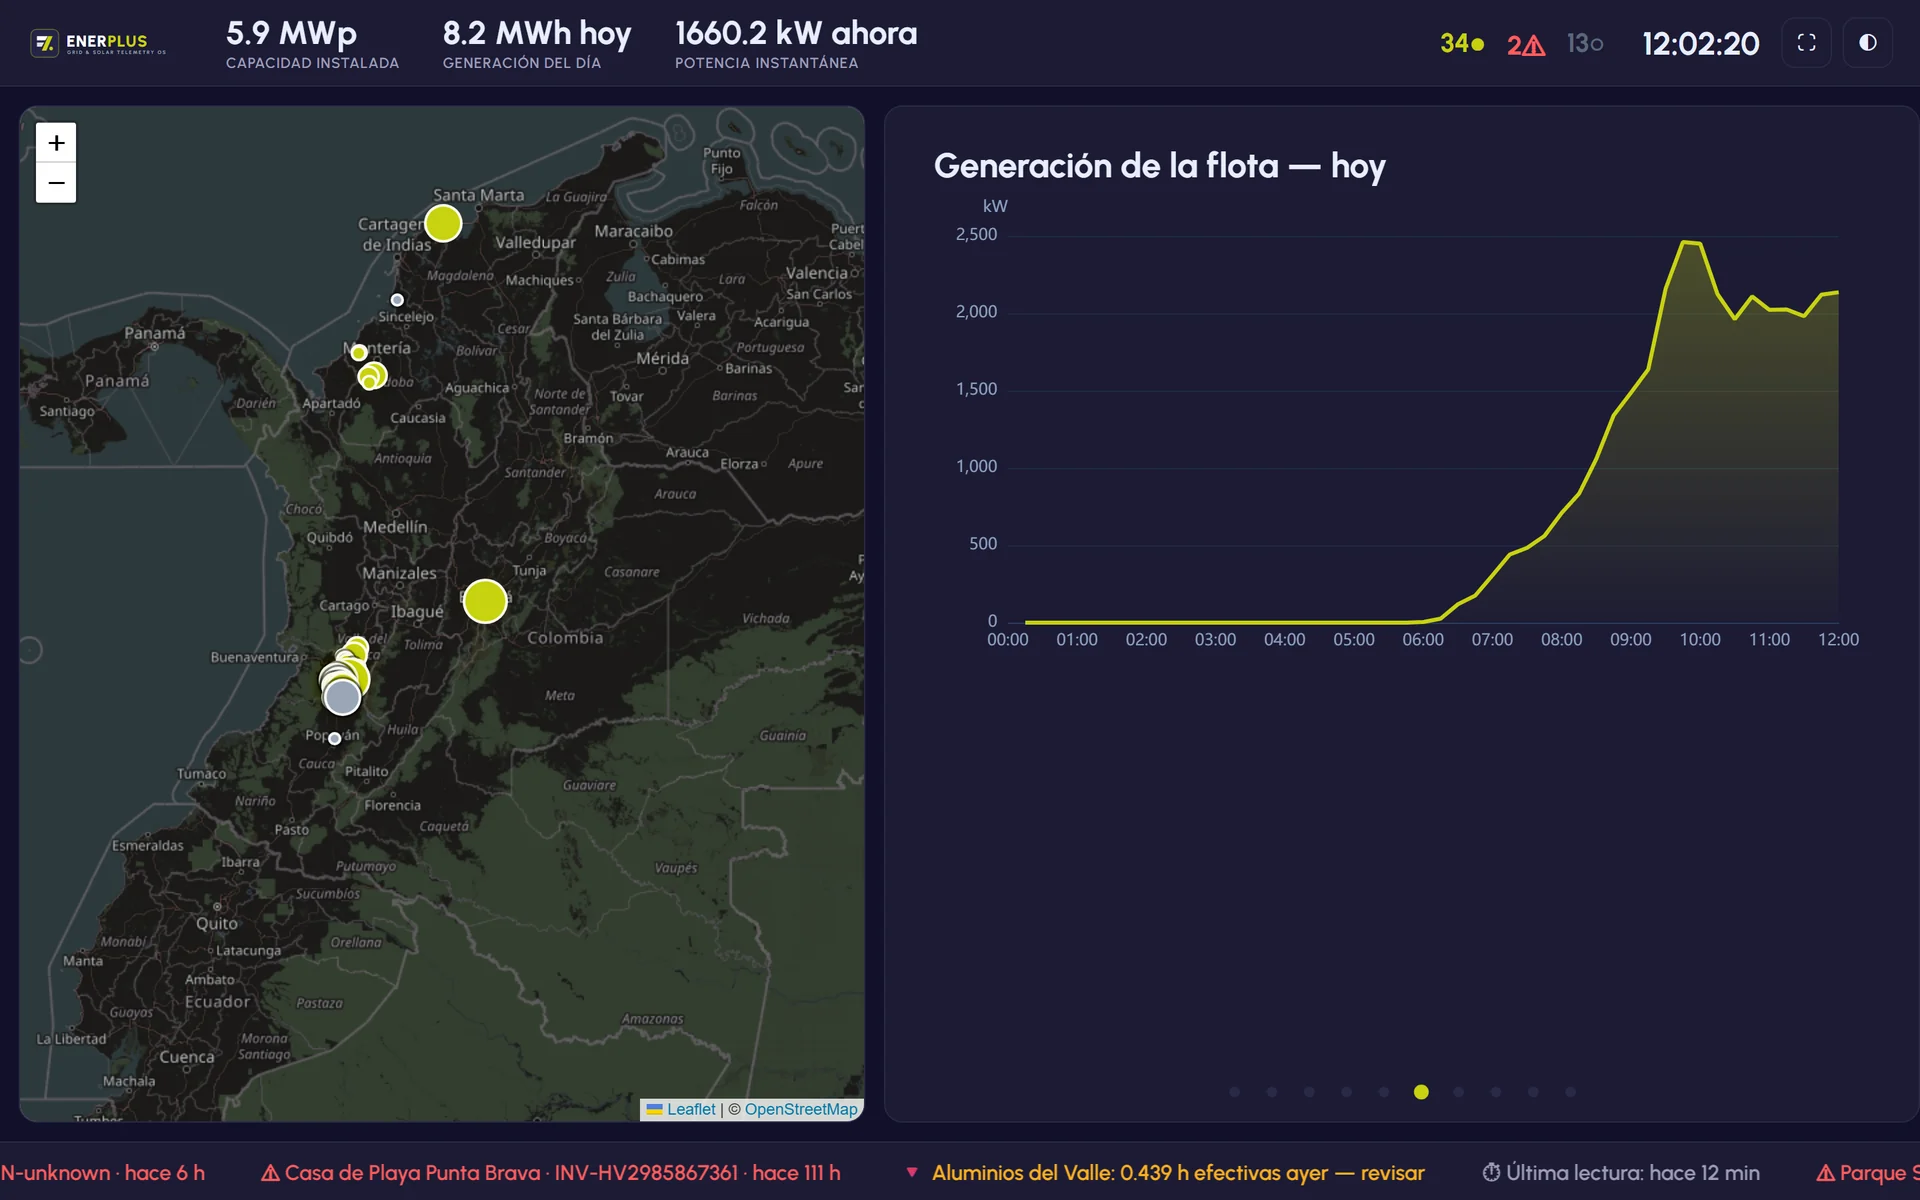 ENERPLUS
GRID & SOLAR TELEMETRY OS
5.9 MWp
CAPACIDAD INSTALADA
8.2 MWh hoy
GENERACIÓN DEL DÍA
1660.2 kW ahora
POTENCIA INSTANTÁNEA
34
2
13
12:02:20
+
−
Punto
Fijo
Santa Marta
La Guajira
Falcón
Cartagen
de Indias
Valledupar
Maracaibo
Puert
Cabel
Cabimas
Magdalena
Machiques
Zulia
Lara
Valencia
Bachaquero
San Carlos
Sincelejo
Cesar
Santa Bárbara
del Zulia
Valera
Acarigua
Panamá
ntería
Bolívar
Mérida
Portuguesa
Barinas
Panamá
Aguachica
Norte de
Santander
Tovar
Barinas
San
Santiago
Darién
Apartadó
Caucasia
Bramón
Arauca
Elorza
Apure
Antioquia
Santander
Arauca
Chocó
Quibdó
Medellín
Boyacá
Manizales
Tunja
Casanare
Ay
Cartago
Ibagué
Vichada
Colombia
Tolima
Buenaventura
Meta
Huila
Guainía
Cauca
Pitalito
Tumaco
Guaviare
Nariño
Florencia
Pasto
Caquetá
Esmeraldas
Ibarra
Putumayo
Vaupés
Sucumbíos
Quito
Manabí
Latacunga
Orellana
Manta
Ambato
Ecuador
Pastaza
Guayas
Amazonas
La Libertad
Morona
Santiago
Cuenca
Machala
Leaflet | © OpenStreetMap
Generación de la flota — hoy
kW
2,500
2,000
1,500
1,000
500
0
00:00 01:00 02:00 03:00 04:00 05:00 06:00 07:00 08:00 09:00 10:00 11:00 12:00
N-unknown · hace 6 h
Casa de Playa Punta Brava · INV-HV2985867361 · hace 111 h
Aluminios del Valle: 0.439 h efectivas ayer — revisar
Última lectura: hace 12 min
Parque S